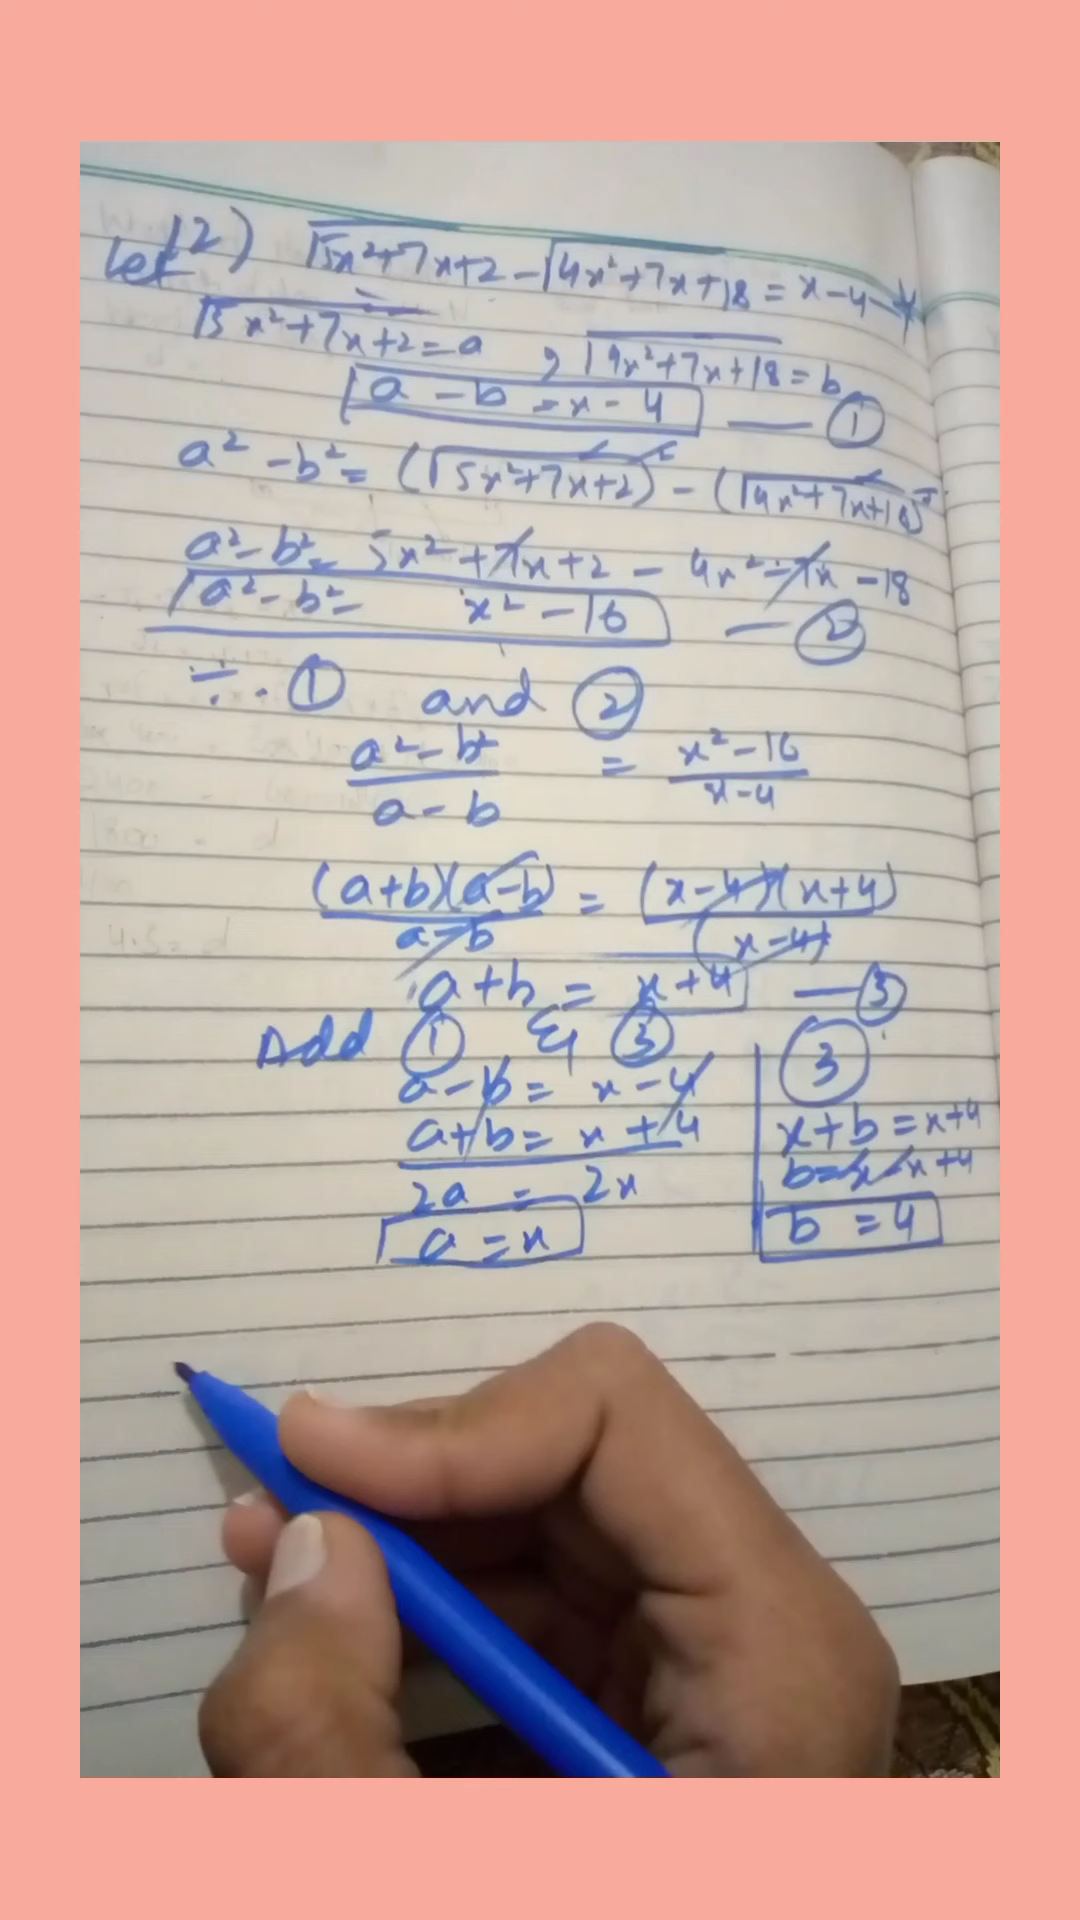 12) √5x²+7x+2 - √4x²+7x+18 = x-4
Let
√5x²+7x+2 = a , √4x²+7x+18 = b
a - b = x - 4 — ①
a² - b² = (√5x²+7x+2)² - (√4x²+7x+18)²
a² - b² = 5x² + 7x + 2 - 4x² - 7x - 18
a² - b² = x² - 16 — ②
÷. ① and ②
a² - b² / a - b = x² - 16 / x - 4
(a+b)(a-b) / a-b = (x-4)(x+4) / (x-4)
a + b = x + 4 — ③
Add ① & ③
a - b = x - 4
a + b = x + 4
2a = 2x
a = x
③
x + b = x + 4
b = x - x + 4
b = 4